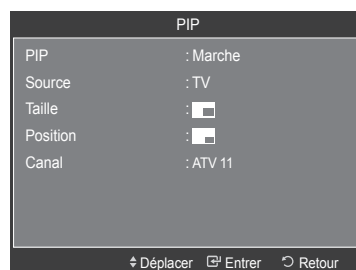 PIP
PIP : Marche
Source : TV
Taille :
Position :
Canal : ATV 11
Déplacer Entrer Retour